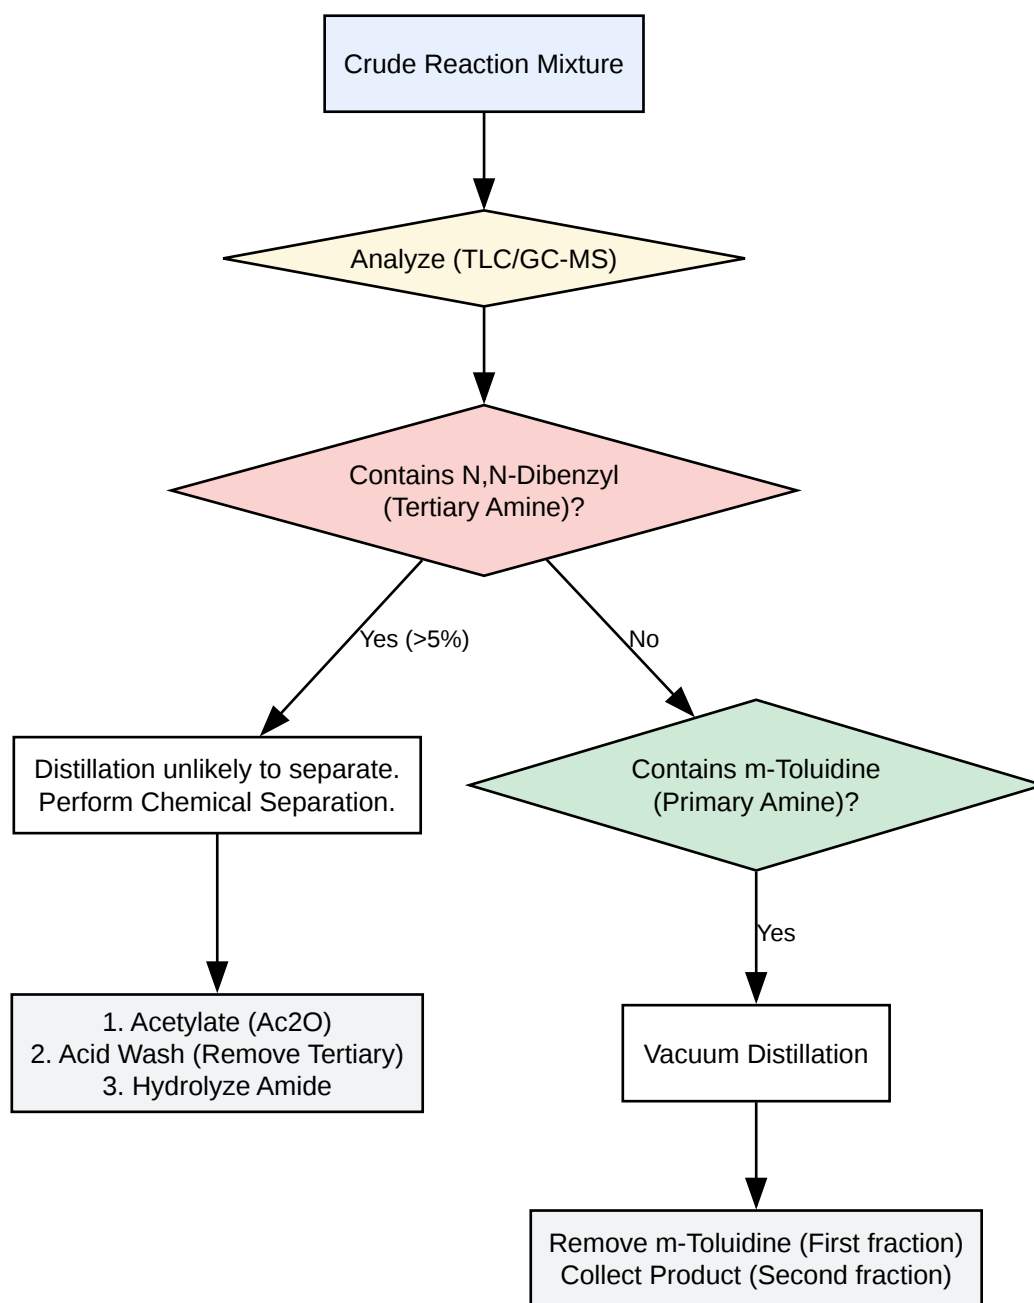 Crude Reaction Mixture
Analyze (TLC/GC-MS)
Contains N,N-Dibenzyl
(Tertiary Amine)?
Yes (>5%)
No
Distillation unlikely to separate.
Perform Chemical Separation.
Contains m-Toluidine
(Primary Amine)?
Yes
1. Acetylate (Ac2O)
2. Acid Wash (Remove Tertiary)
3. Hydrolyze Amide
Vacuum Distillation
Remove m-Toluidine (First fraction)
Collect Product (Second fraction)